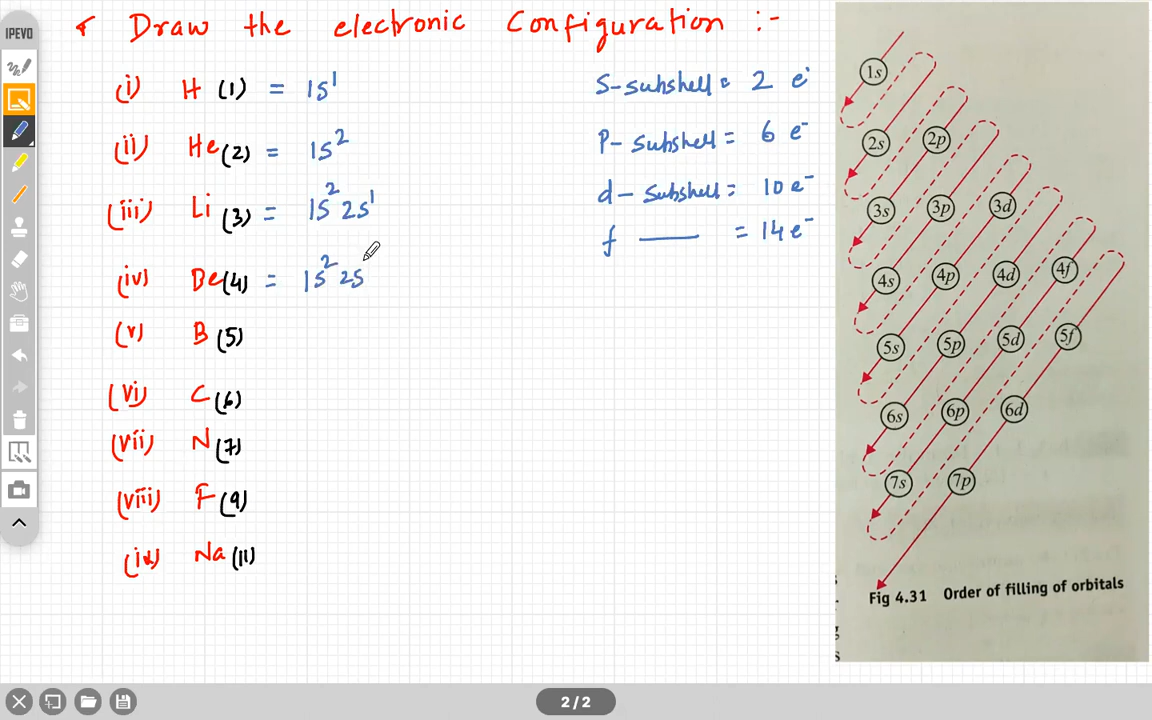 IPEVO
* Draw the electronic Configuration :-
(i) H (1) = 1s¹
(ii) He (2) = 1s²
(iii) Li (3) = 1s² 2s¹
(iv) Be (4) = 1s² 2s
(v) B (5)
(vi) C (6)
(vii) N (7)
(viii) F (9)
(ix) Na (11)
S-subshell = 2 e⁻
P-subshell = 6 e⁻
d-subshell = 10 e⁻
f —— = 14 e⁻
1s
2s 2p
3s 3p 3d
4s 4p 4d 4f
5s 5p 5d 5f
6s 6p 6d
7s 7p
Fig 4.31 Order of filling of orbitals
2/2